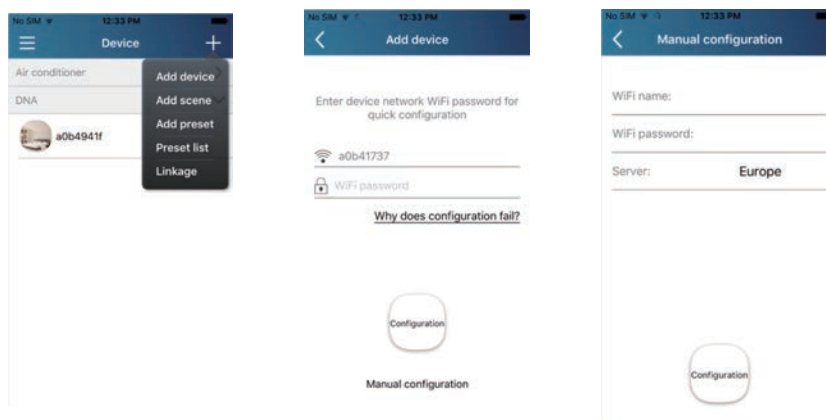 No SIM 12:33 PM
Device
+
Air conditioner
DNA
a0b4941f
Add device
Add scene
Add preset
Preset list
Linkage
No SIM 12:33 PM
Add device
Enter device network WiFi password for
quick configuration
a0b41737
WiFi password
Why does configuration fail?
Configuration
Manual configuration
No SIM 12:33 PM
Manual configuration
WiFi name:
WiFi password:
Server: Europe
Configuration